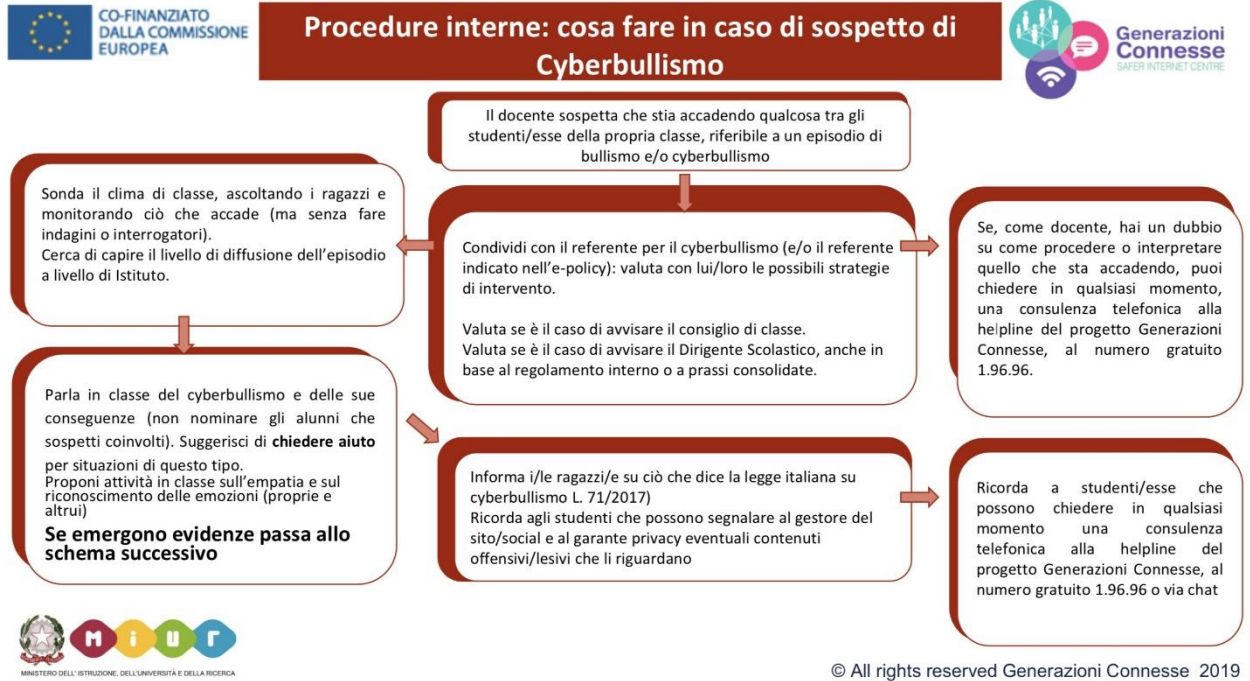 CO-FINANZIATO
DALLA COMMISSIONE
EUROPEA
Procedure interne: cosa fare in caso di sospetto di
Cyberbullismo
Generazioni
Connesse
SAFER INTERNET CENTRE
Il docente sospetta che stia accadendo qualcosa tra gli
studenti/esse della propria classe, riferibile a un episodio di
bullismo e/o cyberbullismo
Sonda il clima di classe, ascoltando i ragazzi e
monitorando ciò che accade (ma senza fare
indagini o interrogatori).
Cerca di capire il livello di diffusione dell’episodio
a livello di Istituto.
Condividi con il referente per il cyberbullismo (e/o il referente
indicato nell’e-policy): valuta con lui/loro le possibili strategie
di intervento.
Valuta se è il caso di avvisare il consiglio di classe.
Valuta se è il caso di avvisare il Dirigente Scolastico, anche in
base al regolamento interno o a prassi consolidate.
Se, come docente, hai un dubbio
su come procedere o interpretare
quello che sta accadendo, puoi
chiedere in qualsiasi momento,
una consulenza telefonica alla
helpline del progetto Generazioni
Connesse, al numero gratuito
1.96.96.
Parla in classe del cyberbullismo e delle sue
conseguenze (non nominare gli alunni che
sospetti coinvolti). Suggerisci di chiedere aiuto
per situazioni di questo tipo.
Proponi attività in classe sull’empatia e sul
riconoscimento delle emozioni (proprie e
altrui)
Se emergono evidenze passa allo
schema successivo
Informa i/le ragazzi/e su ciò che dice la legge italiana su
cyberbullismo L. 71/2017)
Ricorda agli studenti che possono segnalare al gestore del
sito/social e al garante privacy eventuali contenuti
offensivi/lesivi che li riguardano
Ricorda a studenti/esse che
possono chiedere in qualsiasi
momento una consulenza
telefonica alla helpline del
progetto Generazioni Connesse, al
numero gratuito 1.96.96 o via chat
MiUr
MINISTERO DELL' ISTRUZIONE, DELL'UNIVERSITÀ E DELLA RICERCA
© All rights reserved Generazioni Connesse 2019